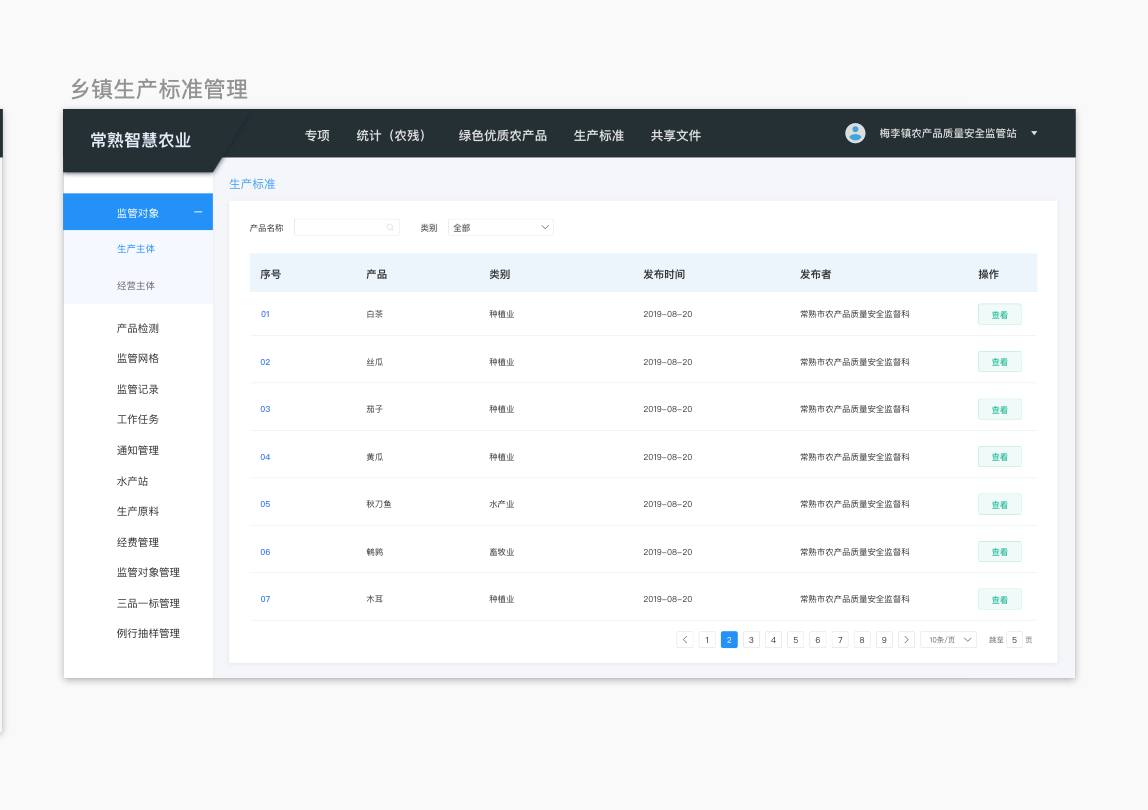 乡镇生产标准管理
常熟智慧农业
专项 统计（农残） 绿色优质农产品 生产标准 共享文件
梅李镇农产品质量安全监管站
监管对象
生产主体
经营主体
产品检测
监管网格
监管记录
工作任务
通知管理
水产站
生产原料
经费管理
监管对象管理
三品一标管理
例行抽样管理
生产标准
产品名称 类别 全部
序号 产品 类别 发布时间 发布者 操作
01 白茶 种植业 2019-08-20 常熟市农产品质量安全监督科 查看
02 丝瓜 种植业 2019-08-20 常熟市农产品质量安全监督科 查看
03 茄子 种植业 2019-08-20 常熟市农产品质量安全监督科 查看
04 黄瓜 种植业 2019-08-20 常熟市农产品质量安全监督科 查看
05 秋刀鱼 水产业 2019-08-20 常熟市农产品质量安全监督科 查看
06 鹌鹑 畜牧业 2019-08-20 常熟市农产品质量安全监督科 查看
07 木耳 种植业 2019-08-20 常熟市农产品质量安全监督科 查看
1 2 3 4 5 6 7 8 9 10条/页 跳至 5 页